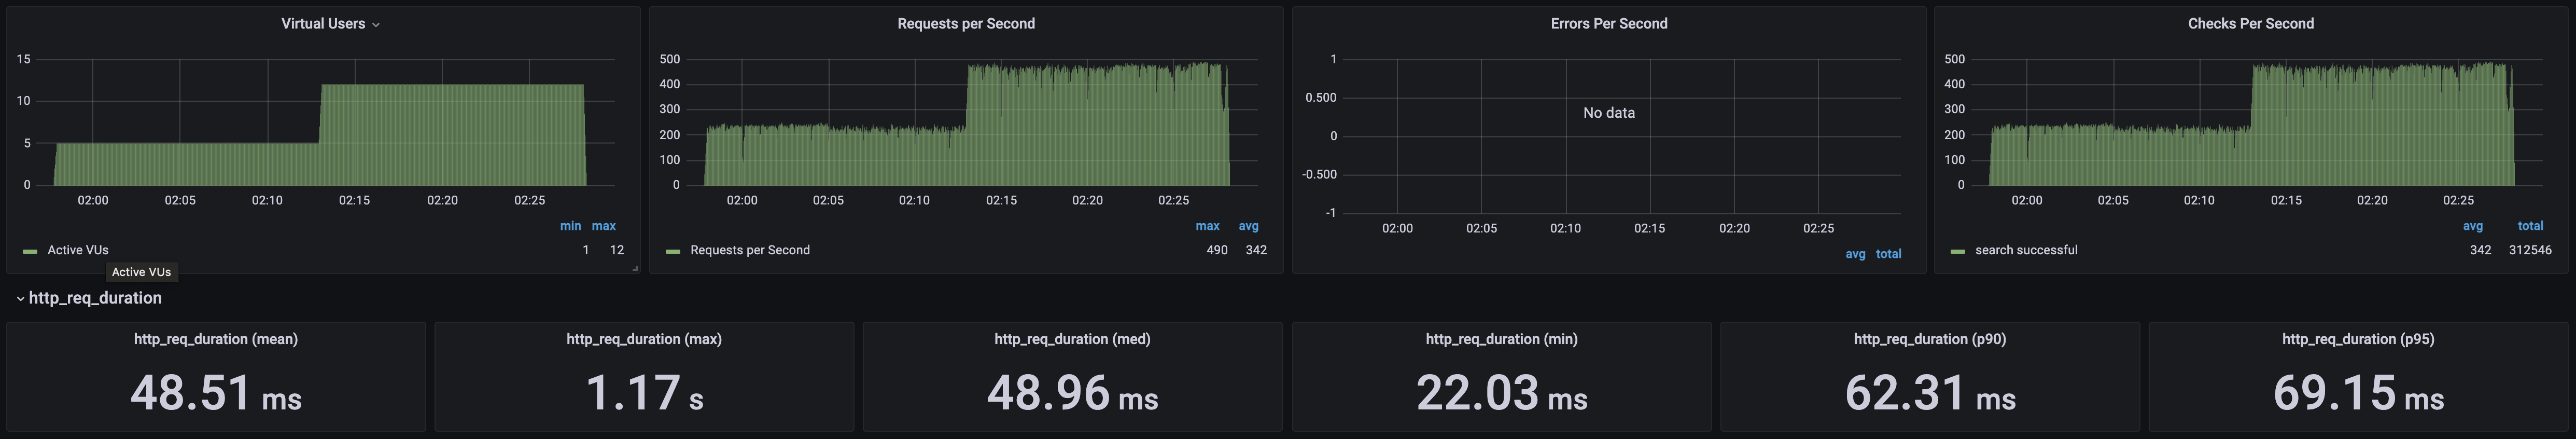 Virtual Users
15
10
5
0
02:00 02:05 02:10 02:15 02:20 02:25
min max
Active VUs 1 12
Active VUs
Requests per Second
500
400
300
200
100
0
02:00 02:05 02:10 02:15 02:20 02:25
max avg
Requests per Second 490 342
Errors Per Second
1
0.500
0
-0.500
-1
No data
02:00 02:05 02:10 02:15 02:20 02:25
avg total
Checks Per Second
500
400
300
200
100
0
02:00 02:05 02:10 02:15 02:20 02:25
avg total
search successful 342 312546
http_req_duration
http_req_duration (mean)
48.51 ms
http_req_duration (max)
1.17 s
http_req_duration (med)
48.96 ms
http_req_duration (min)
22.03 ms
http_req_duration (p90)
62.31 ms
http_req_duration (p95)
69.15 ms